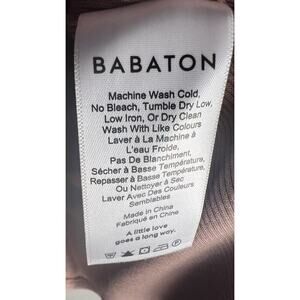 BABATON
Machine Wash Cold,
No Bleach, Tumble Dry Low,
Low Iron, Or Dry Clean
Wash With Like Colours
Laver À La Machine À
L'eau Froide,
Pas De Blanchiment,
Sécher à Basse Température,
Repasser à Basse Température,
Ou Nettoyer à Sec
Laver Avec Des Couleurs
Semblables
Made in China
Fabriqué en Chine
A little love
goes a long way.